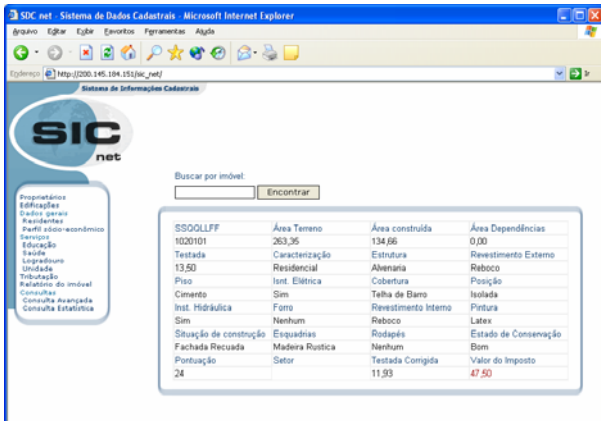 SDC net - Sistema de Dados Cadastrais - Microsoft Internet Explorer
Arquivo Editar Exibir Favoritos Ferramentas Ajuda
Endereço http://200.145.184.151/sic_net/ Ir
Sistema de Informações Cadastrais
SIC
net
Buscar por imóvel:
Encontrar
Proprietários
Edificações
Dados gerais
Residentes
Perfil sócio-econômico
Serviços
Educação
Saúde
Logradouro
Unidade
Tributação
Relatório do imóvel
Consultas
Consulta Avançada
Consulta Estatística
SSQQLLFF Área Terreno Área construída Área Dependências
1020101 263,35 134,66 0,00
Testada Caracterização Estrutura Revestimento Externo
13,50 Residencial Alvenaria Reboco
Piso Isnt. Elétrica Cobertura Posição
Cimento Sim Telha de Barro Isolada
Inst. Hidráulica Forro Revestimento Interno Pintura
Sim Nenhum Reboco Latex
Situação de construção Esquadrias Rodapés Estado de Conservação
Fachada Recuada Madeira Rustica Nenhum Bom
Pontuação Setor Testada Corrigida Valor do Imposto
24 11,93 47,50